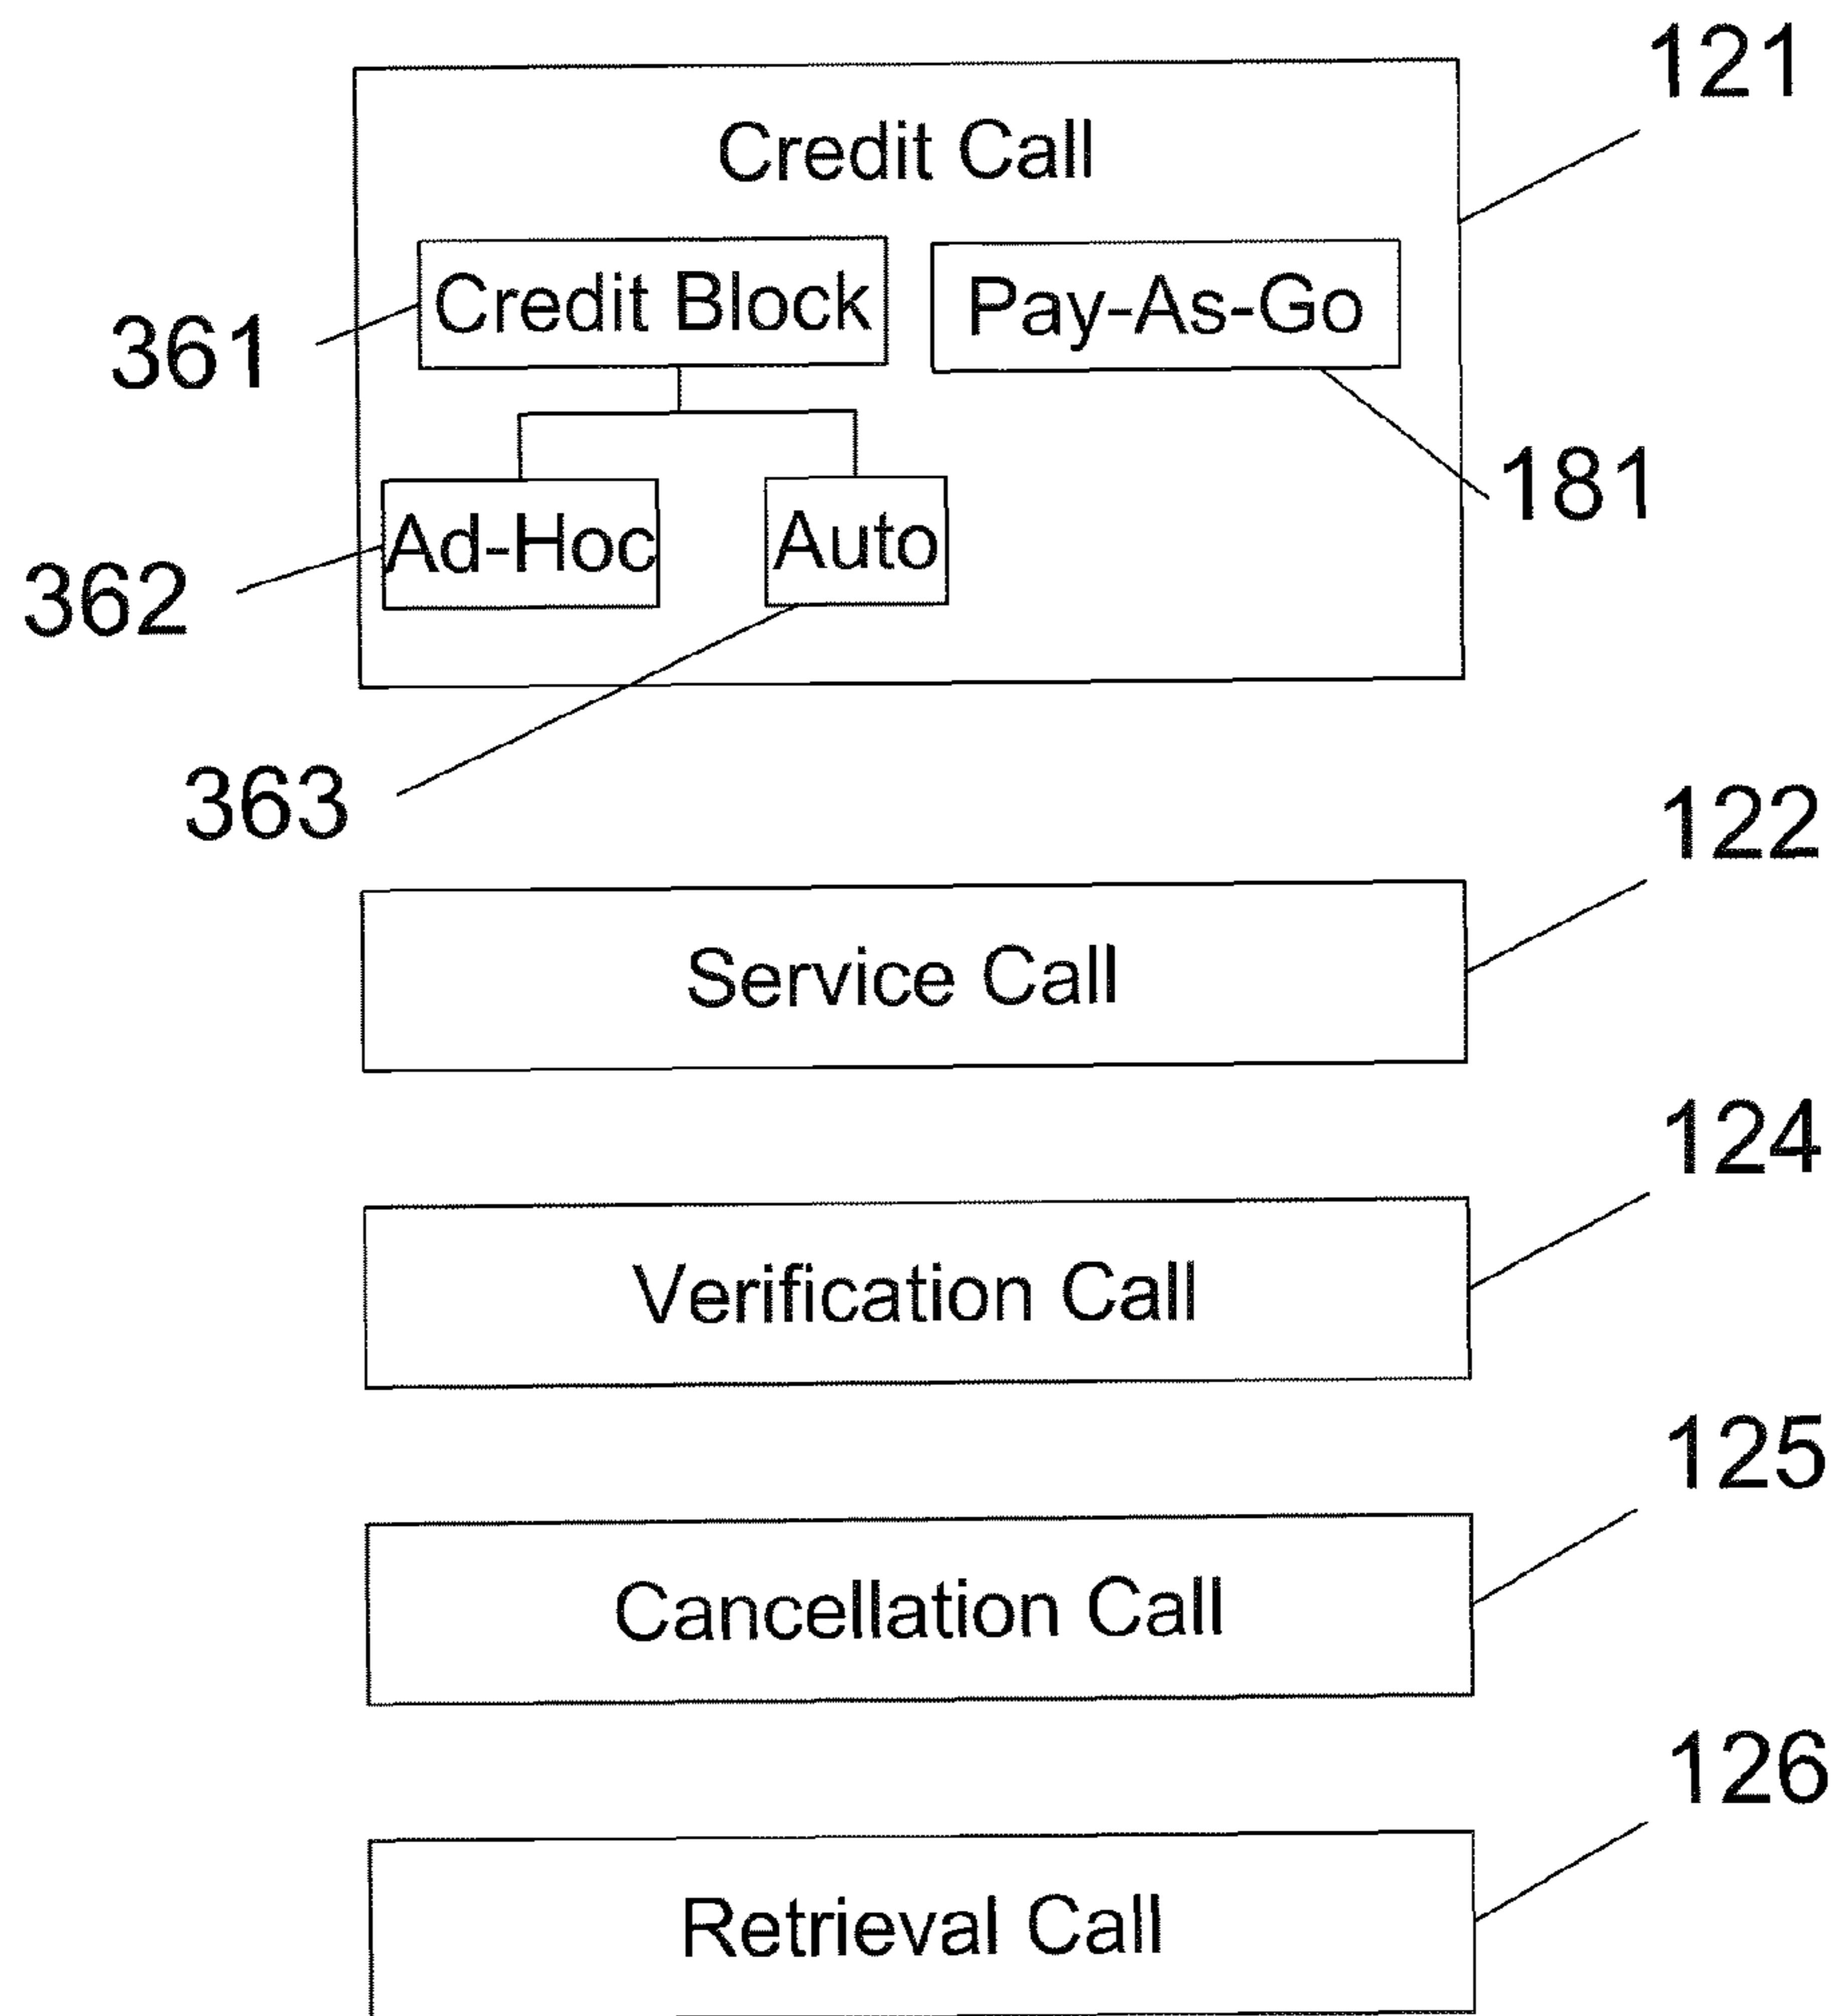 121
Credit Call
Credit Block
Pay-As-Go
361
181
Ad-Hoc
Auto
362
363
122
Service Call
124
Verification Call
125
Cancellation Call
126
Retrieval Call